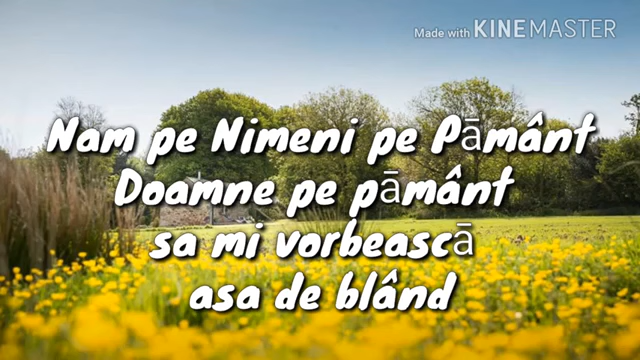 Made with KINEMASTER
Nam pe Nimeni pe Pāmânt
Doamne pe pāmânt
sa mi vorbeascā
asa de blând